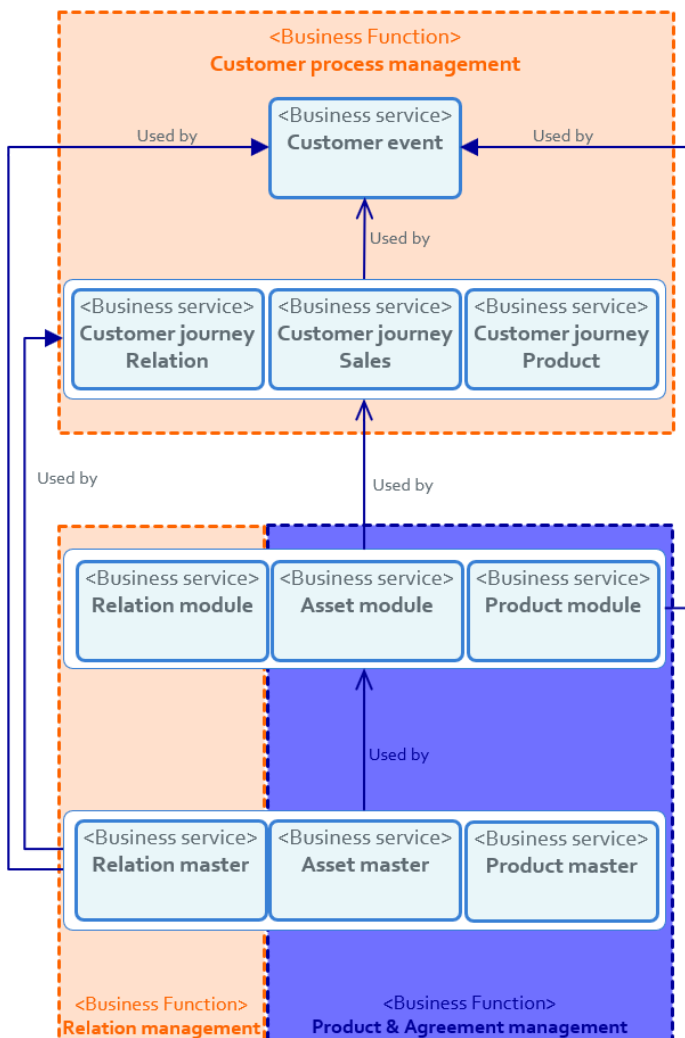 <Business Function>
Customer process management
<Business service>
Customer event
Used by
Used by
Used by
<Business service>
Customer journey
Relation
<Business service>
Customer journey
Sales
<Business service>
Customer journey
Product
Used by
Used by
<Business service>
Relation module
<Business service>
Asset module
<Business service>
Product module
Used by
<Business service>
Relation master
<Business service>
Asset master
<Business service>
Product master
<Business Function>
Relation management
<Business Function>
Product & Agreement management